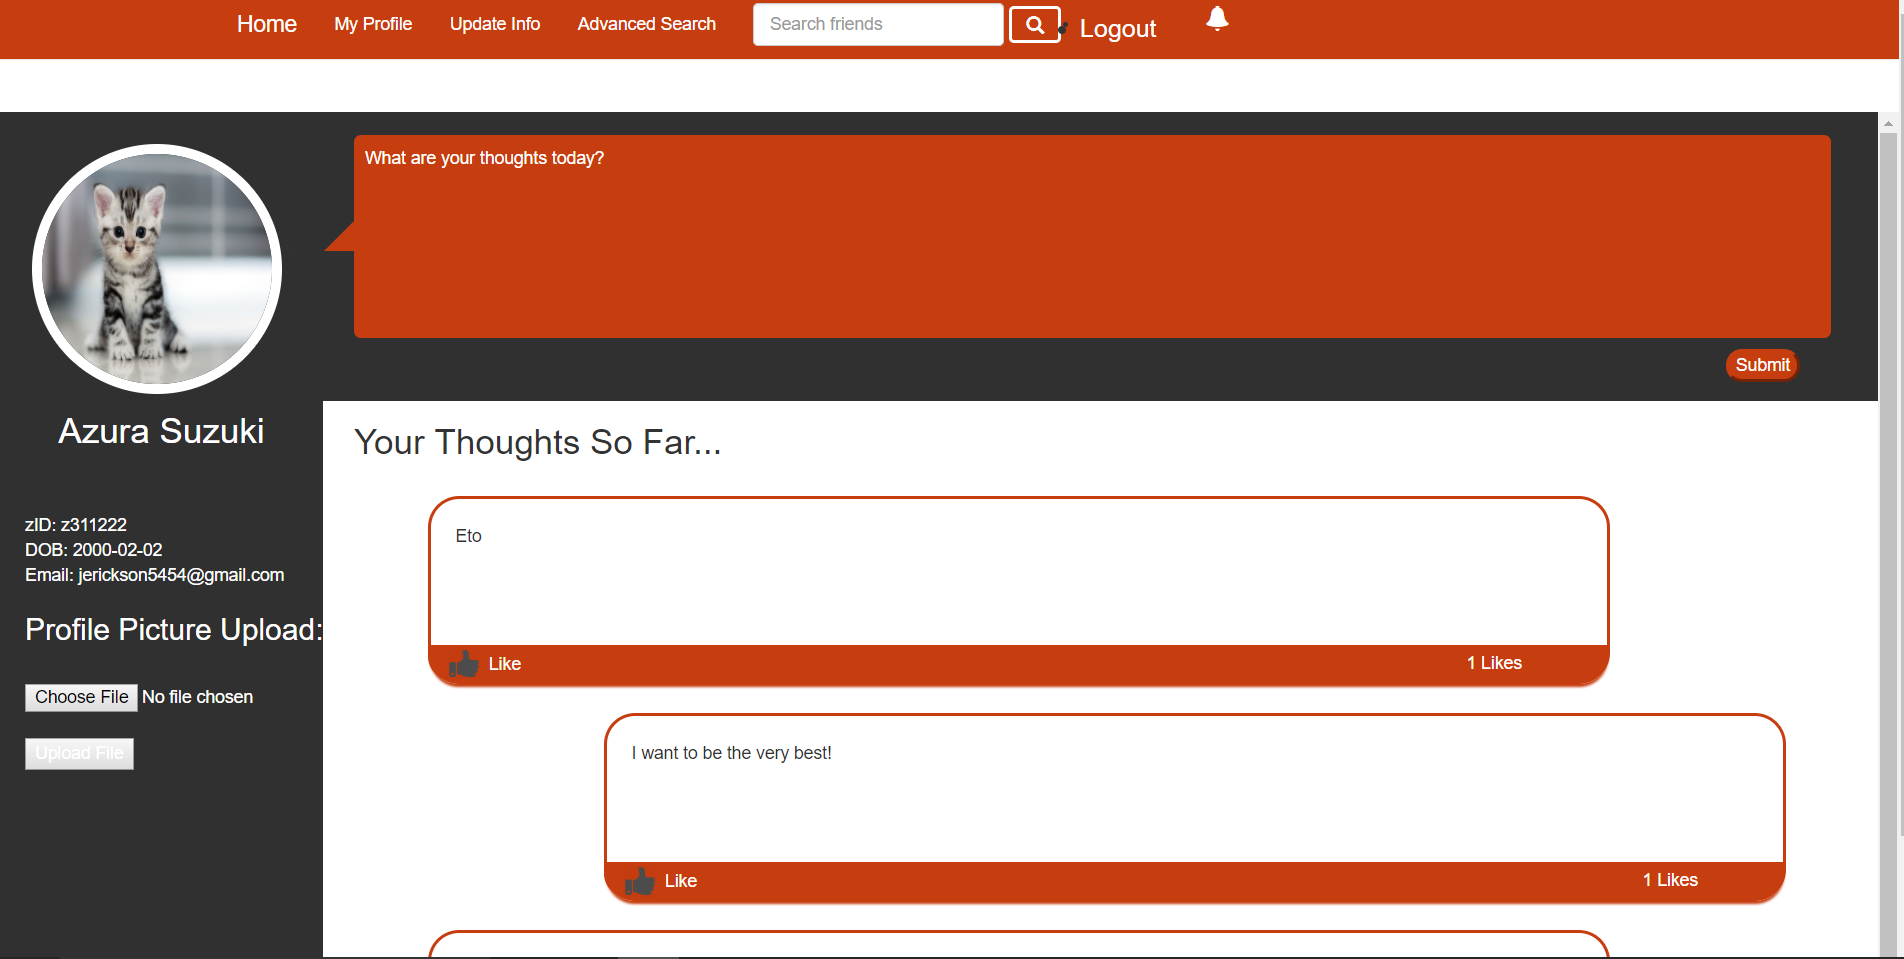 Home My Profile Update Info Advanced Search Search friends Logout
What are your thoughts today?
Submit
Azura Suzuki
zID: z311222
DOB: 2000-02-02
Email: jerickson5454@gmail.com
Profile Picture Upload:
Choose File No file chosen
Upload File
Your Thoughts So Far...
Eto
Like 1 Likes
I want to be the very best!
Like 1 Likes